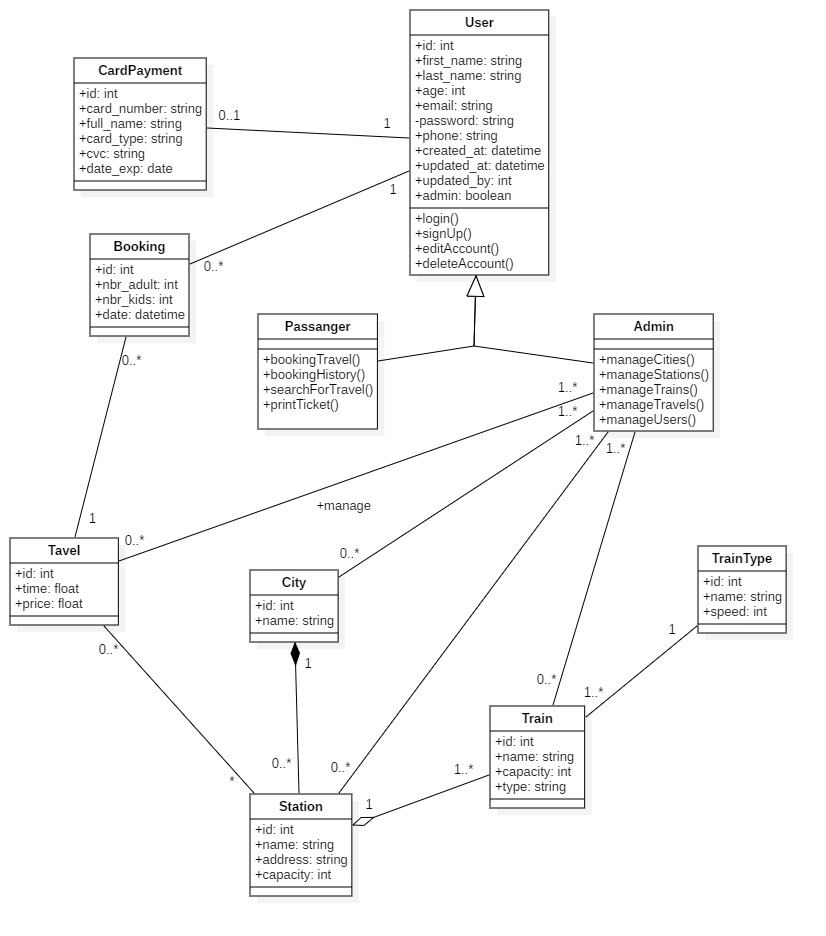 User
+id: int
+first_name: string
+last_name: string
+age: int
+email: string
-password: string
+phone: string
+created_at: datetime
+updated_at: datetime
+updated_by: int
+admin: boolean
+login()
+signUp()
+editAccount()
+deleteAccount()
CardPayment
+id: int
+card_number: string
+full_name: string
+card_type: string
+cvc: string
+date_exp: date
0..1
1
1
0..*
Booking
+id: int
+nbr_adult: int
+nbr_kids: int
+date: datetime
0..*
1
Passanger
+bookingTravel()
+bookingHistory()
+searchForTravel()
+printTicket()
Admin
+manageCities()
+manageStations()
+manageTrains()
+manageTravels()
+manageUsers()
1..*
1..*
1..*
1..*
+manage
0..*
0..*
Tavel
+id: int
+time: float
+price: float
0..*
*
City
+id: int
+name: string
1
0..*
0..*
TrainType
+id: int
+name: string
+speed: int
1
1..*
0..*
Train
+id: int
+name: string
+capacity: int
+type: string
1..*
1
Station
+id: int
+name: string
+address: string
+capacity: int